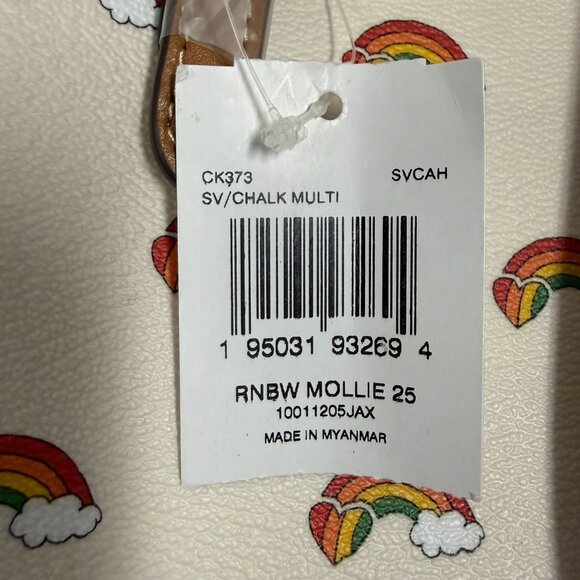 CK373 SVCAH
SV/CHALK MULTI
1 95031 93269 4
RNBW MOLLIE 25
10011205JAX
MADE IN MYANMAR